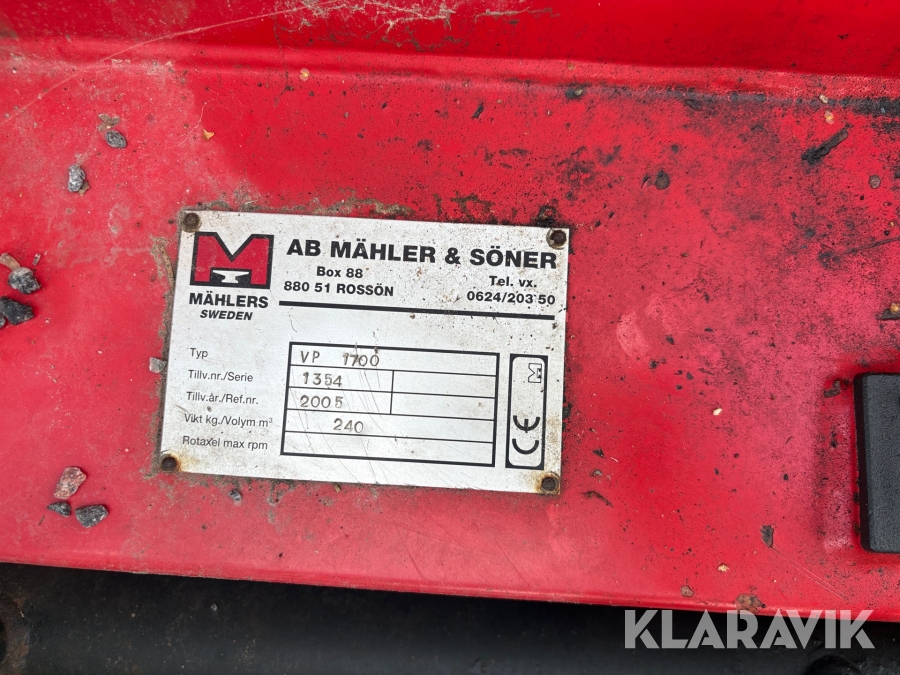 M
MÄHLERS
SWEDEN
AB MÄHLER & SÖNER
Box 88
880 51 ROSSÖN
Tel. vx.
0624/203 50
Typ VP 1700
Tillv.nr./Serie 1354
Tillv.år./Ref.nr. 2005
Vikt kg./Volym m³ 240
Rotaxel max rpm
M
CE
KLARAVIK